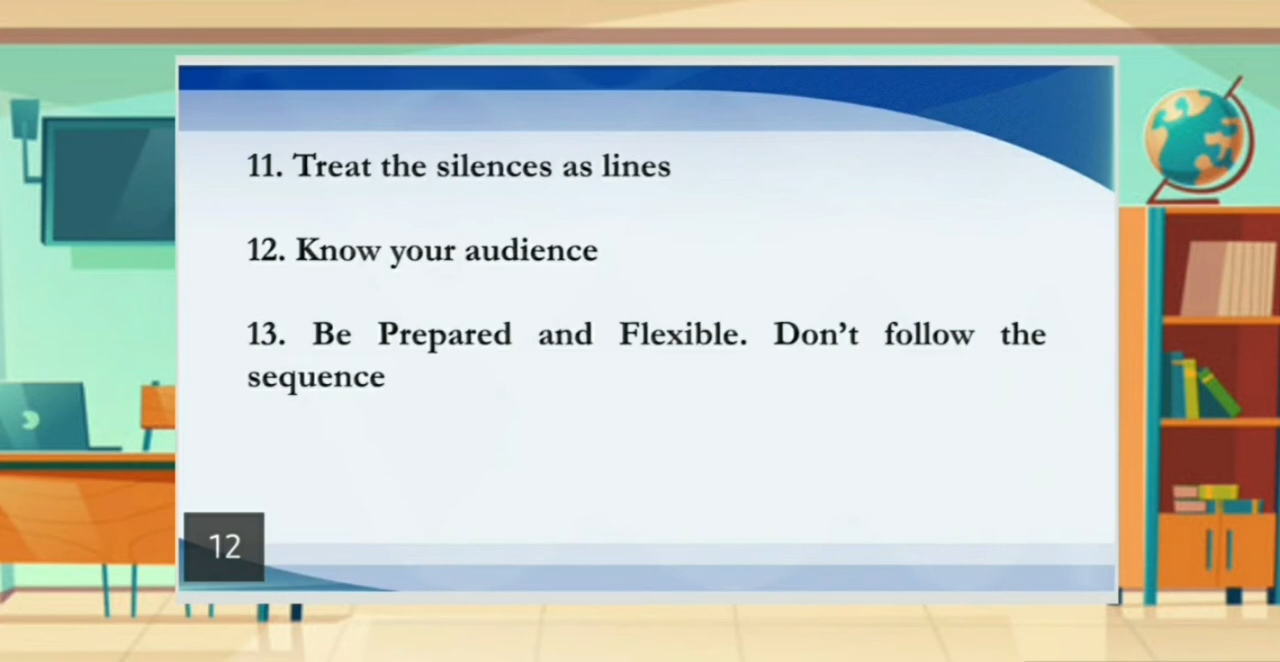 11. Treat the silences as lines
12. Know your audience
13. Be Prepared and Flexible. Don’t follow the
sequence
12